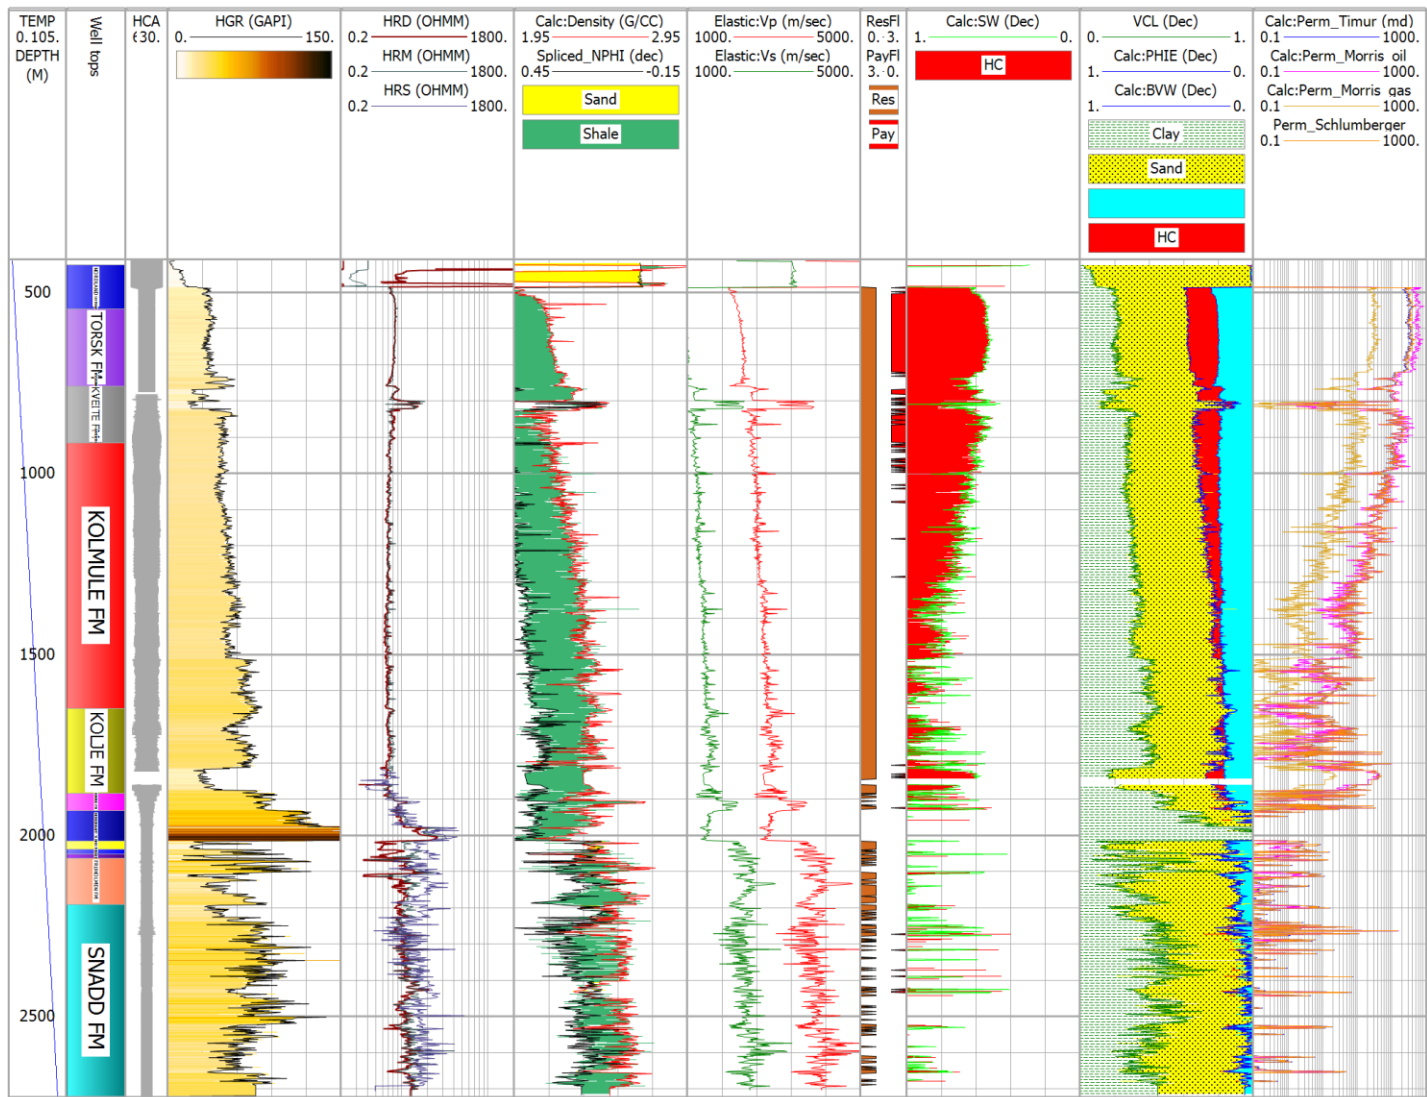 TEMP
0.105.
DEPTH
(M)
Well tops
HCA
30.
HGR (GAPI)
0. 150.
HRD (OHMM)
0.2 1800.
HRM (OHMM)
0.2 1800.
HRS (OHMM)
0.2 1800.
Calc:Density (G/CC)
1.95 2.95
Spliced_NPHI (dec)
0.45 -0.15
Sand
Shale
Elastic:Vp (m/sec)
1000. 5000.
Elastic:Vs (m/sec)
1000. 5000.
ResFl
0. 3.
PayFl
3. 0.
Res
Pay
Calc:SW (Dec)
1. 0.
HC
VCL (Dec)
0. 1.
Calc:PHIE (Dec)
1. 0.
Calc:BVW (Dec)
1. 0.
Clay
Sand
HC
Calc:Perm_Timur (md)
0.1 1000.
Calc:Perm_Morris oil
0.1 1000.
Calc:Perm_Morris gas
0.1 1000.
Perm_Schlumberger
0.1 1000.
500
1000
1500
2000
2500
TORSK FM
KVEITE FM
KOLMULE FM
KOLJE FM
SNADD FM